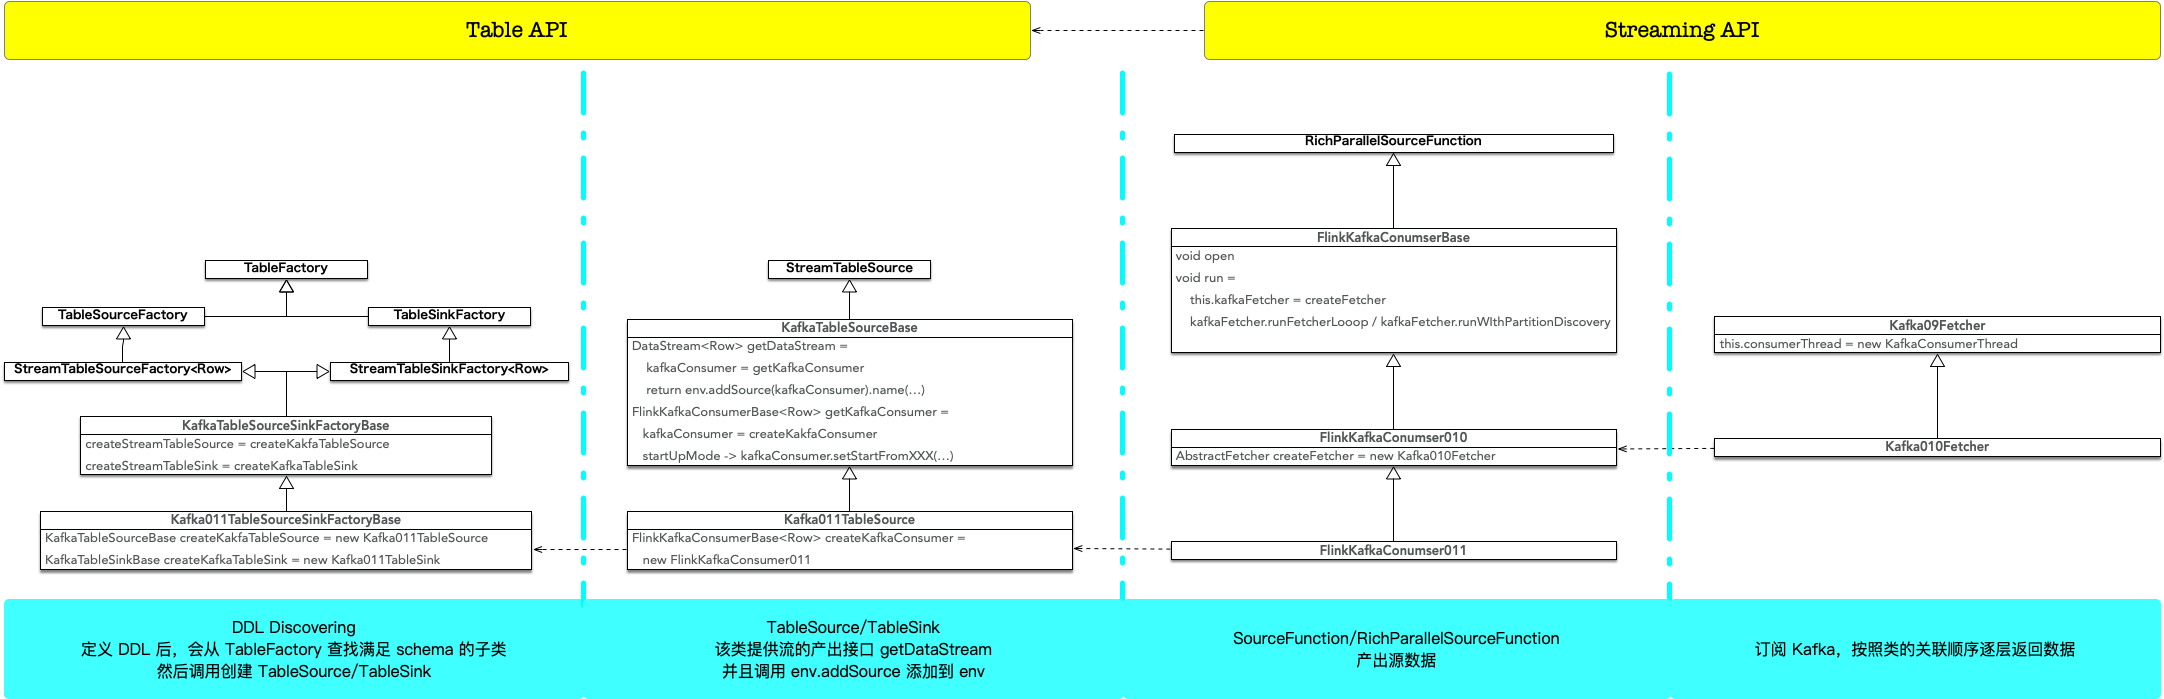 Table API
Streaming API
TableFactory
TableSourceFactory
TableSinkFactory
StreamTableSourceFactory<Row>
StreamTableSinkFactory<Row>
KafkaTableSourceSinkFactoryBase
createStreamTableSource = createKakfaTableSource
createStreamTableSink = createKafkaTableSink
Kafka011TableSourceSinkFactoryBase
KafkaTableSourceBase createKakfaTableSource = new Kafka011TableSource
KafkaTableSinkBase createKafkaTableSink = new Kafka011TableSink
StreamTableSource
KafkaTableSourceBase
DataStream<Row> getDataStream =
kafkaConsumer = getKafkaConsumer
return env.addSource(kafkaConsumer).name(...)
FlinkKafkaConsumerBase<Row> getKafkaConsumer =
kafkaConsumer = createKakfaConsumer
startUpMode -> kafkaConsumer.setStartFromXXX(...)
Kafka011TableSource
FlinkKafkaConsumerBase<Row> createKafkaConsumer =
new FlinkKafkaConsumer011
RichParallelSourceFunction
FlinkKafkaConumserBase
void open
void run =
this.kafkaFetcher = createFetcher
kafkaFetcher.runFetcherLooop / kafkaFetcher.runWIthPartitionDiscovery
FlinkKafkaConumser010
AbstractFetcher createFetcher = new Kafka010Fetcher
FlinkKafkaConumser011
Kafka09Fetcher
this.consumerThread = new KafkaConsumerThread
Kafka010Fetcher
DDL Discovering
定义 DDL 后，会从 TableFactory 查找满足 schema 的子类
然后调用创建 TableSource/TableSink
TableSource/TableSink
该类提供流的产出接口 getDataStream
并且调用 env.addSource 添加到 env
SourceFunction/RichParallelSourceFunction
产出源数据
订阅 Kafka，按照类的关联顺序逐层返回数据